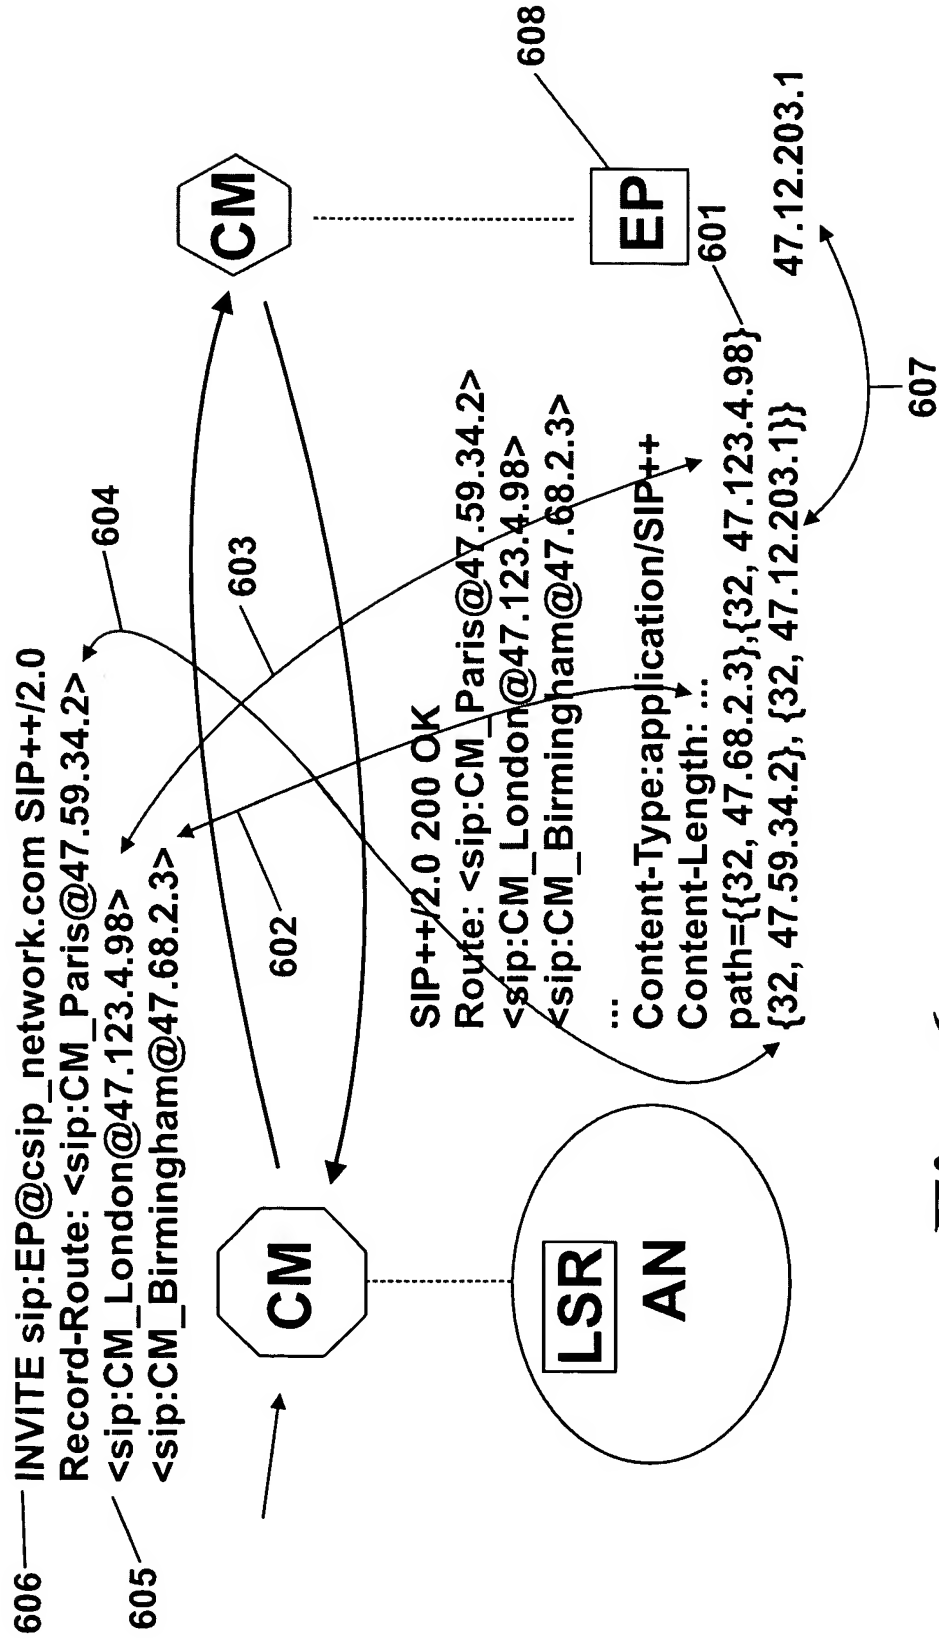 606
INVITE sip:EP@csip_network.com SIP++/2.0
Record-Route: <sip:CM_Paris@47.59.34.2>
<sip:CM_London@47.123.4.98>
<sip:CM_Birmingham@47.68.2.3>
605
604
603
602
CM
CM
SIP++/2.0 200 OK
Route: <sip:CM_Paris@47.59.34.2>
<sip:CM_London@47.123.4.98>
<sip:CM_Birmingham@47.68.2.3>
...
Content-Type:application/SIP++
Content-Length: ...
path={{32, 47.68.2.3},{32, 47.123.4.98}
{32, 47.59.34.2}, {32, 47.12.203.1}}
LSR
AN
EP
608
601
47.12.203.1
607